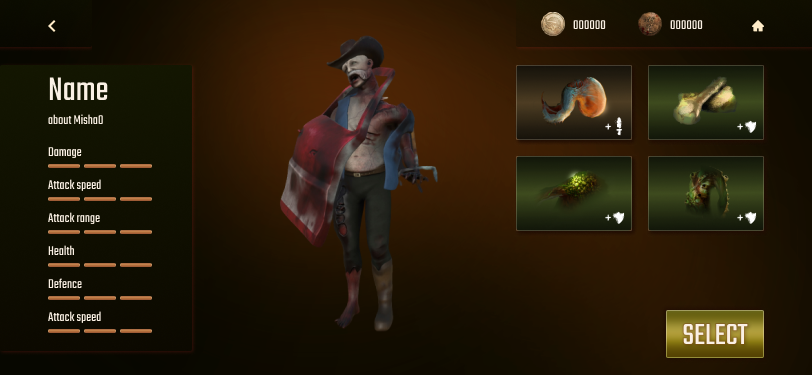 000000
000000
Name
about Misha0
Damage
Attack speed
Attack range
Health
Defence
Attack speed
+
+
+
+
SELECT